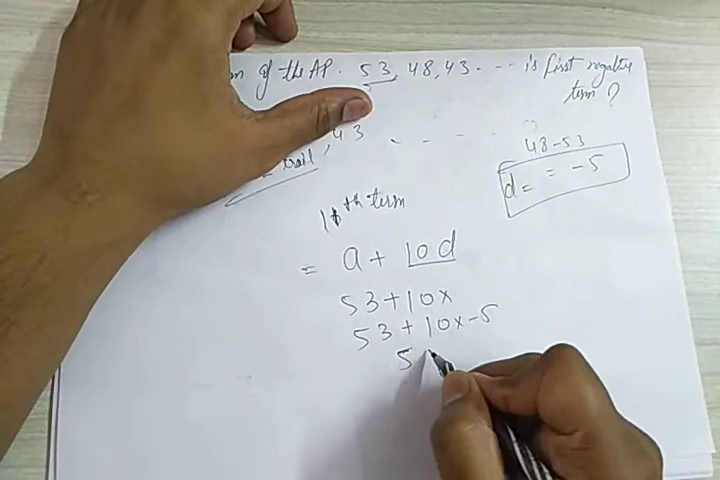 of the AP. 53, 48, 43 ... is first negative
term ?
, 43 . - - -
48-53
d= = -5
11th term
= a + 10d
53+10x
53+10x-5
5